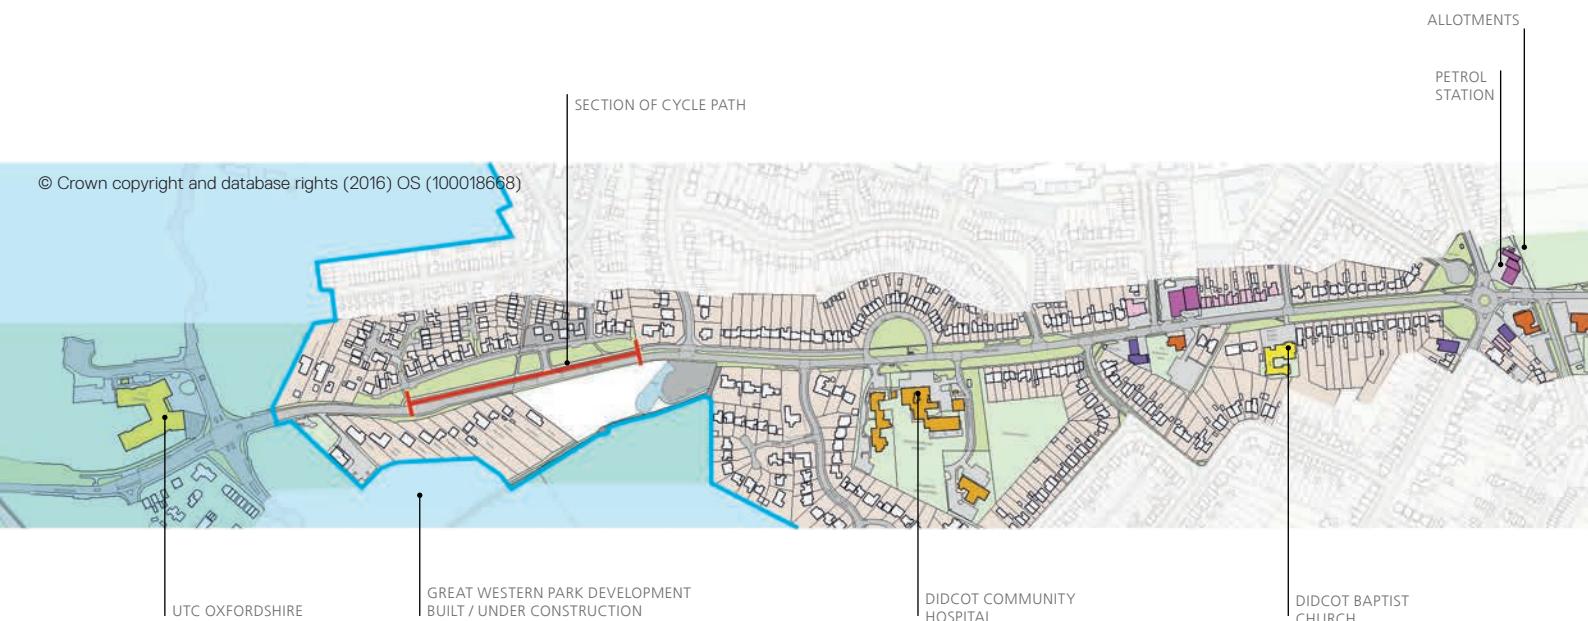 ALLOTMENTS
PETROL
STATION
SECTION OF CYCLE PATH
© Crown copyright and database rights (2016) OS (100018668)
UTC OXFORDSHIRE
GREAT WESTERN PARK DEVELOPMENT
BUILT / UNDER CONSTRUCTION
DIDCOT COMMUNITY
HOSPITAL
DIDCOT BAPTIST
CHURCH